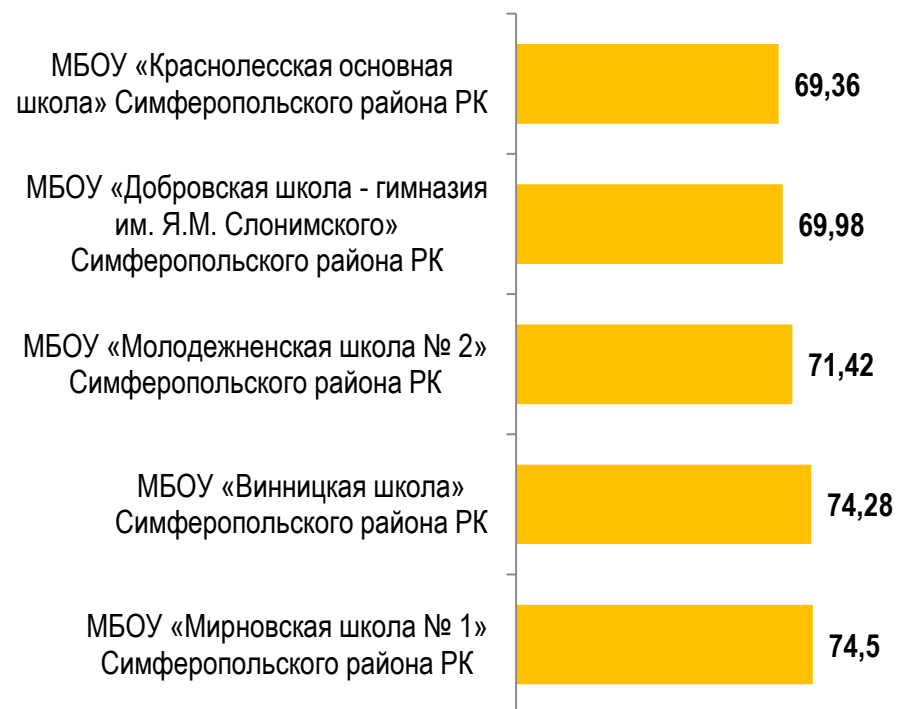 МБОУ «Краснолесская основная
школа» Симферопольского района РК
69,36
МБОУ «Добровская школа - гимназия
им. Я.М. Слонимского»
Симферопольского района РК
69,98
МБОУ «Молодежненская школа № 2»
Симферопольского района РК
71,42
МБОУ «Винницкая школа»
Симферопольского района РК
74,28
МБОУ «Мирновская школа № 1»
Симферопольского района РК
74,5